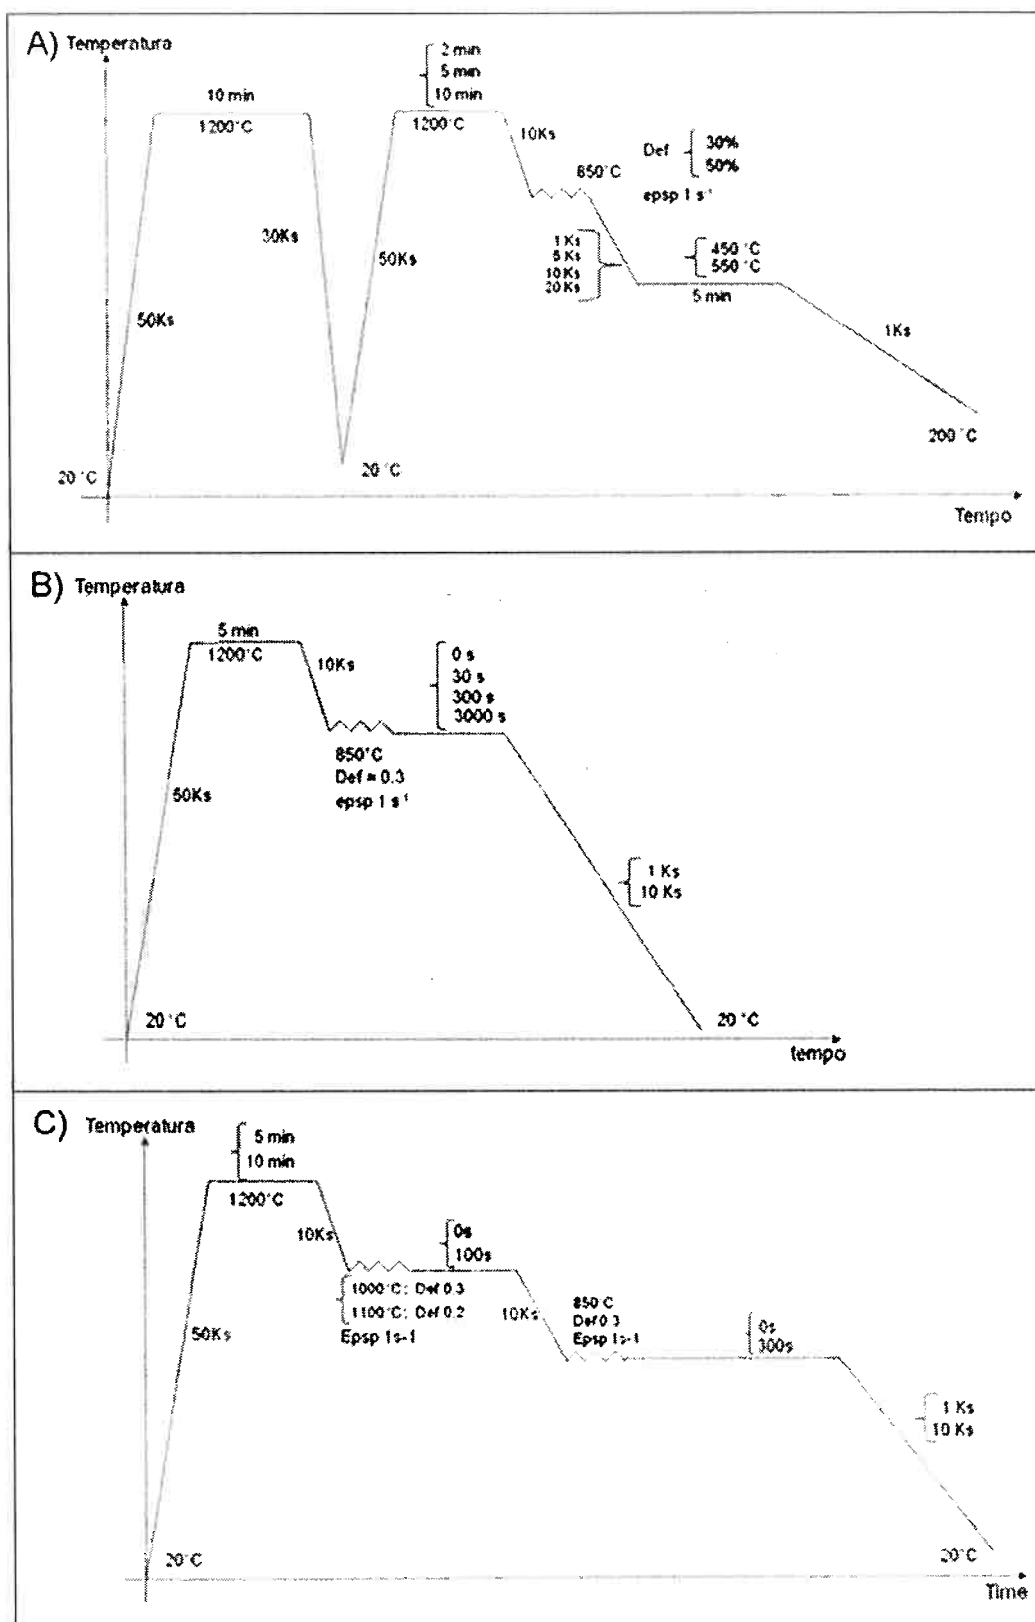 A) Temperatura
2 min
5 min
10 min
10 min
1200°C
1200°C
10Ks
850°C
Def
30%
50%
epsp 1 s⁻¹
30Ks
50Ks
1 Ks
5 Ks
10 Ks
20 Ks
450 °C
550 °C
5 min
50Ks
1Ks
200 °C
20 °C
20 °C
Tempo
B) Temperatura
5 min
1200°C
10Ks
0 s
30 s
300 s
3000 s
850°C
Def = 0.3
epsp 1 s⁻¹
50Ks
1 Ks
10 Ks
20 °C
20 °C
tempo
C) Temperatura
5 min
10 min
1200°C
10Ks
0s
100s
1000°C: Def 0.3
1100°C: Def 0.2
Epsp 1s-1
10Ks
850°C
Def 0.3
Epsp 1s-1
0s
300s
50Ks
1 Ks
10 Ks
20°C
20°C
Time